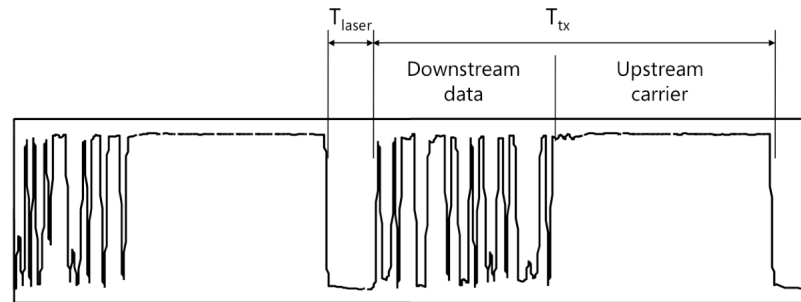 T_laser
T_tx
Downstream
data
Upstream
carrier